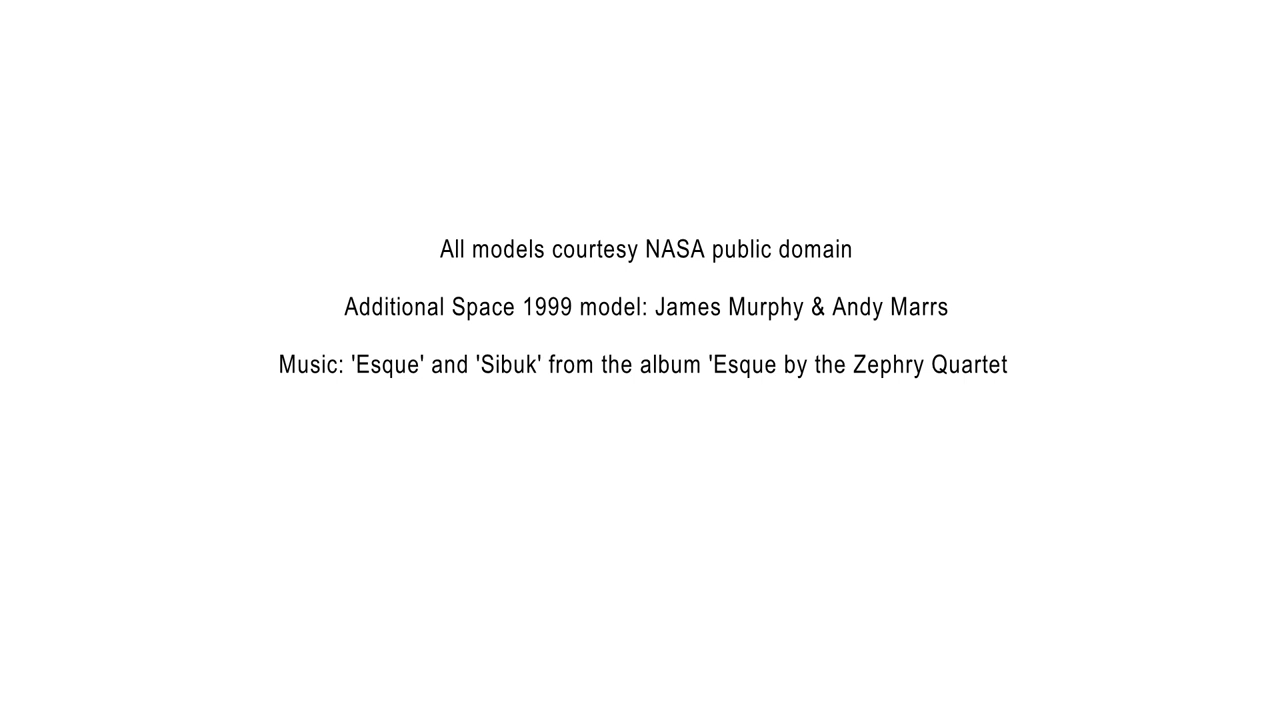 All models courtesy NASA public domain
Additional Space 1999 model: James Murphy & Andy Marrs
Music: 'Esque' and 'Sibuk' from the album 'Esque by the Zephry Quartet